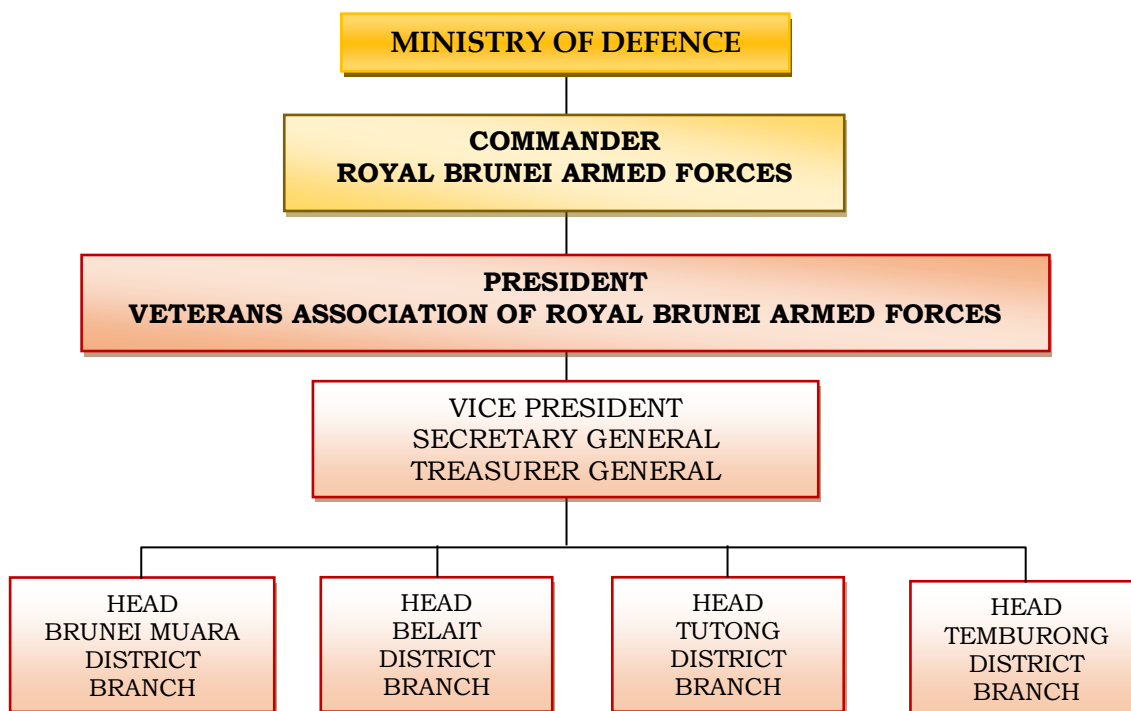 MINISTRY OF DEFENCE
COMMANDER
ROYAL BRUNEI ARMED FORCES
PRESIDENT
VETERANS ASSOCIATION OF ROYAL BRUNEI ARMED FORCES
VICE PRESIDENT
SECRETARY GENERAL
TREASURER GENERAL
HEAD
BRUNEI MUARA
DISTRICT
BRANCH
HEAD
BELAIT
DISTRICT
BRANCH
HEAD
TUTONG
DISTRICT
BRANCH
HEAD
TEMBURONG
DISTRICT
BRANCH